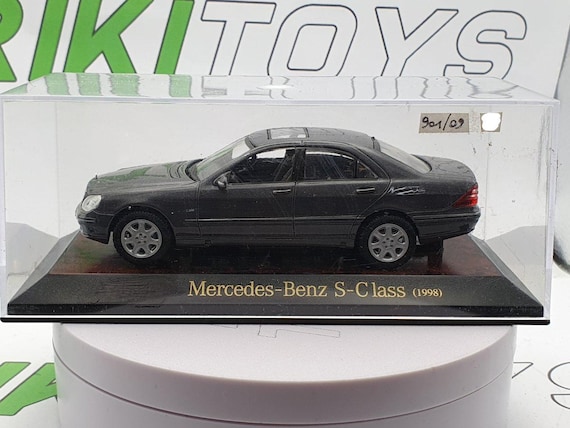 RIKITOYS
901/09
Mercedes-Benz S-Class (1998)